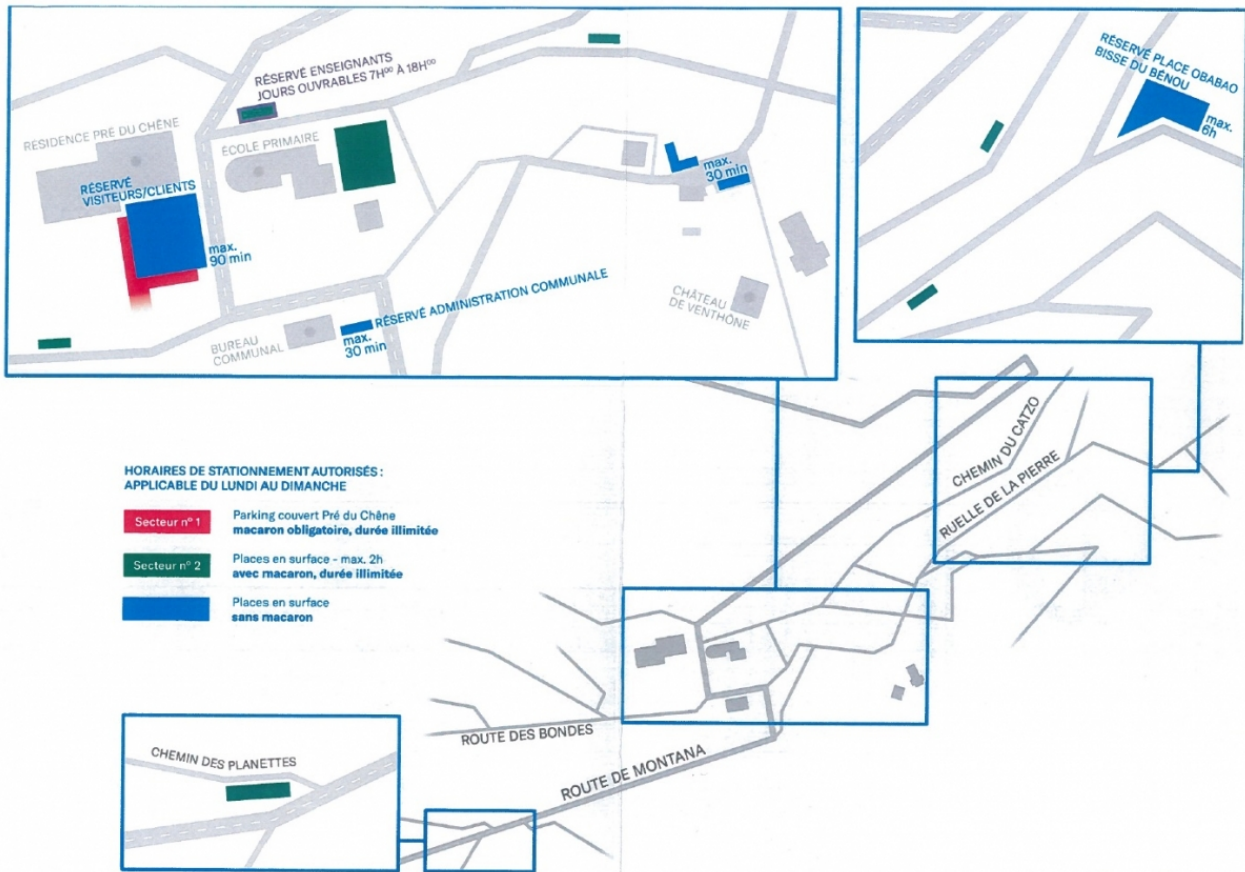 RÉSERVÉ ENSEIGNANTS
JOURS OUVRABLES 7H⁰⁰ À 18H⁰⁰
RÉSIDENCE PRÉ DU CHÊNE
ÉCOLE PRIMAIRE
RÉSERVÉ
VISITEURS/CLIENTS
max.
90 min
max.
30 min
RÉSERVÉ ADMINISTRATION COMMUNALE
BUREAU
COMMUNAL
max.
30 min
CHÂTEAU
DE VENTHÔNE
RÉSERVÉ PLACE OBABAO
BISSE DU BÉNOU
max.
6h
HORAIRES DE STATIONNEMENT AUTORISÉS :
APPLICABLE DU LUNDI AU DIMANCHE
Secteur nº 1
Parking couvert Pré du Chêne
macaron obligatoire, durée illimitée
Secteur nº 2
Places en surface - max. 2h
avec macaron, durée illimitée
Places en surface
sans macaron
CHEMIN DU CATZO
RUELLE DE LA PIERRE
ROUTE DES BONDES
ROUTE DE MONTANA
CHEMIN DES PLANETTES